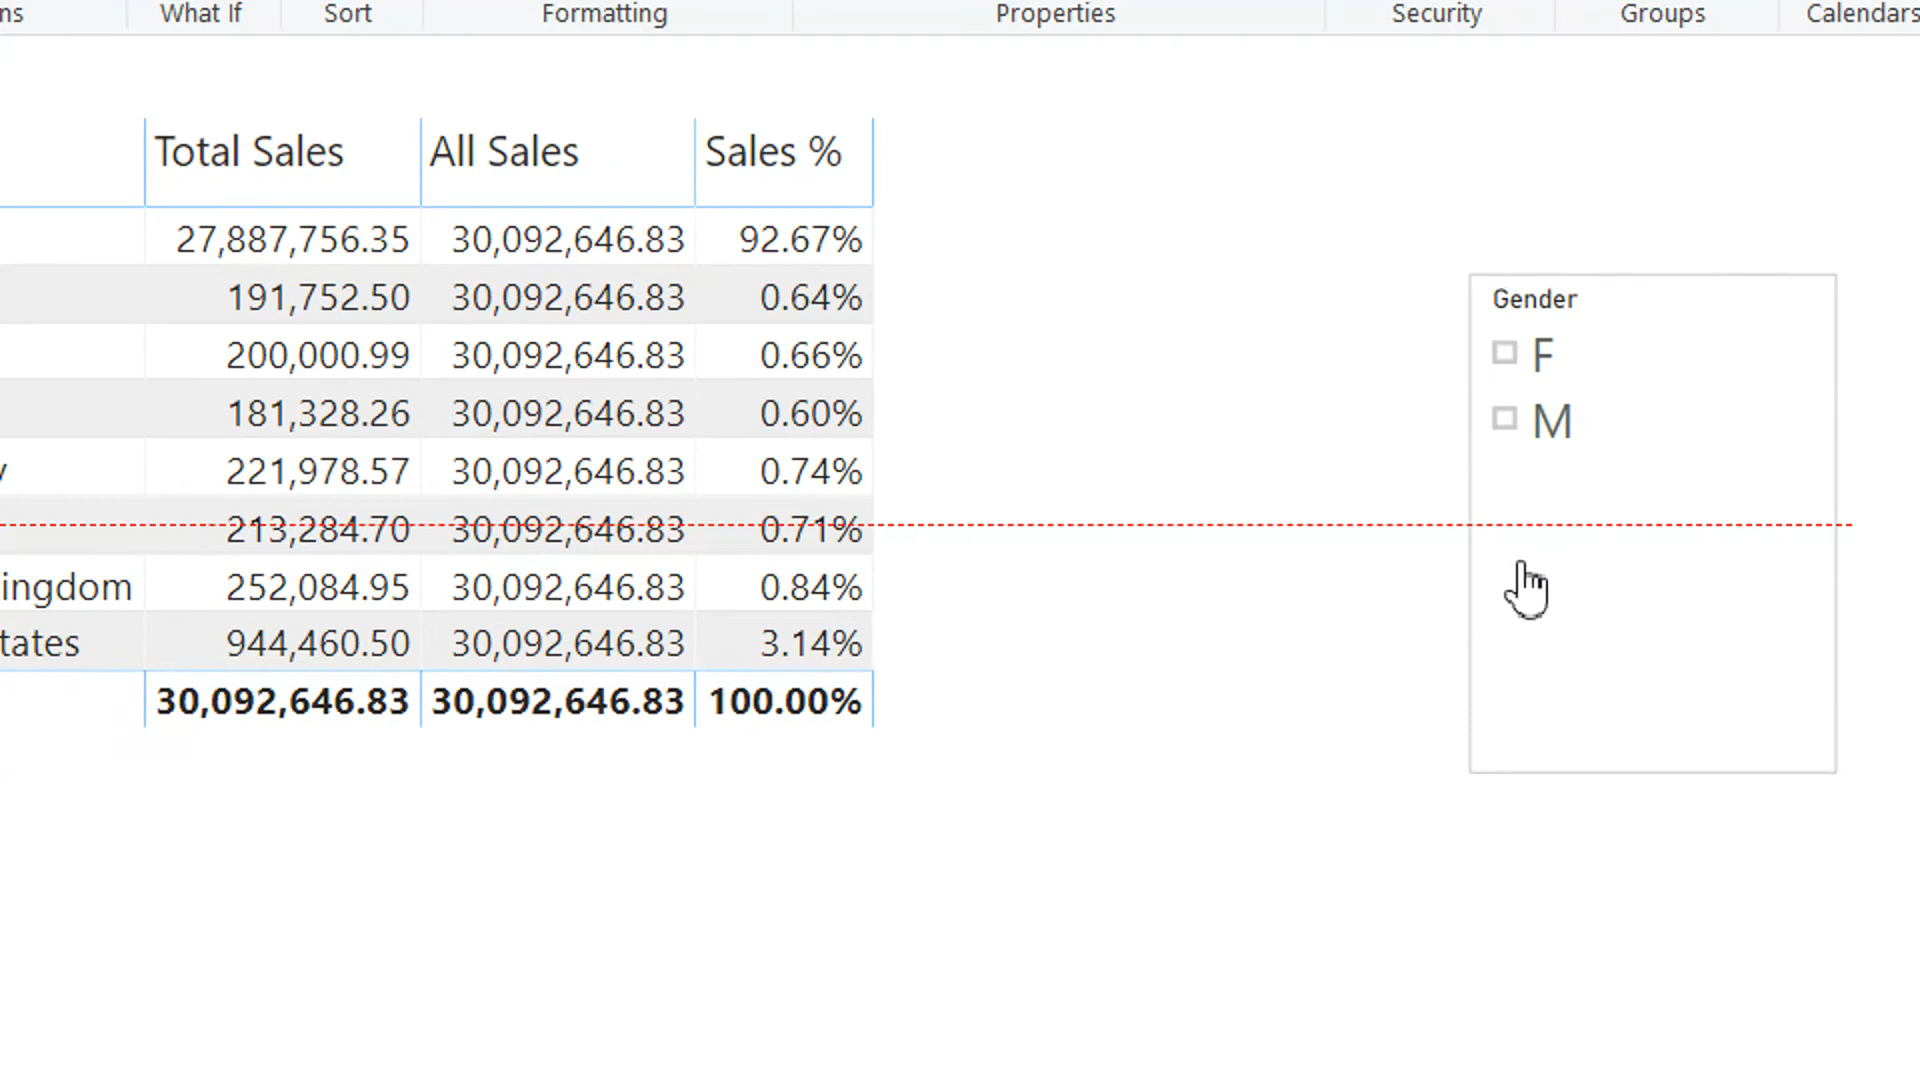 ns What If Sort Formatting Properties Security Groups Calendars
Total Sales All Sales Sales %
27,887,756.35 30,092,646.83 92.67%
191,752.50 30,092,646.83 0.64%
200,000.99 30,092,646.83 0.66%
181,328.26 30,092,646.83 0.60%
y 221,978.57 30,092,646.83 0.74%
213,284.70 30,092,646.83 0.71%
ingdom 252,084.95 30,092,646.83 0.84%
tates 944,460.50 30,092,646.83 3.14%
30,092,646.83 30,092,646.83 100.00%
Gender
F
M